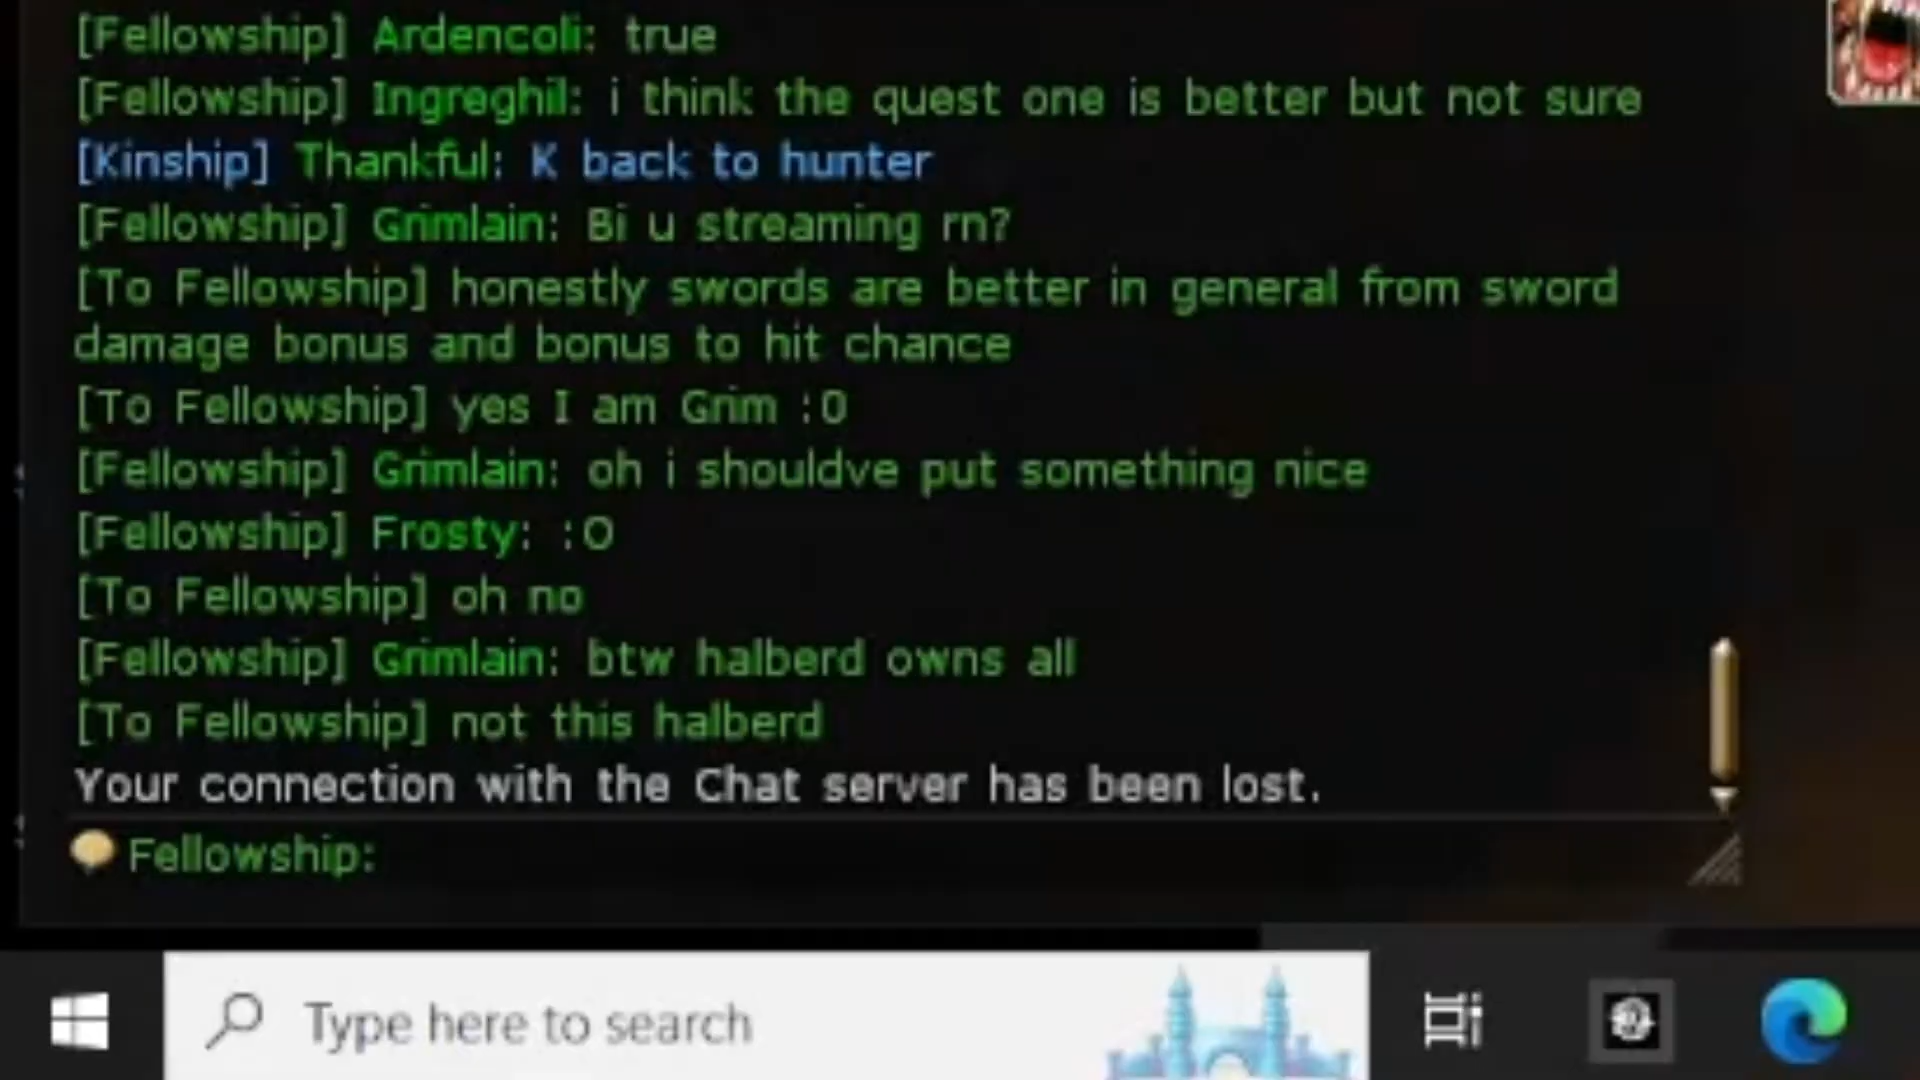 [Fellowship] Ardencoli: true
[Fellowship] Ingreghil: i think the quest one is better but not sure
[Kinship] Thankful: K back to hunter
[Fellowship] Grimlain: Bi u streaming rn?
[To Fellowship] honestly swords are better in general from sword
damage bonus and bonus to hit chance
[To Fellowship] yes I am Grim :0
[Fellowship] Grimlain: oh i shouldve put something nice
[Fellowship] Frosty: :O
[To Fellowship] oh no
[Fellowship] Grimlain: btw halberd owns all
[To Fellowship] not this halberd
Your connection with the Chat server has been lost.
Fellowship:
Type here to search